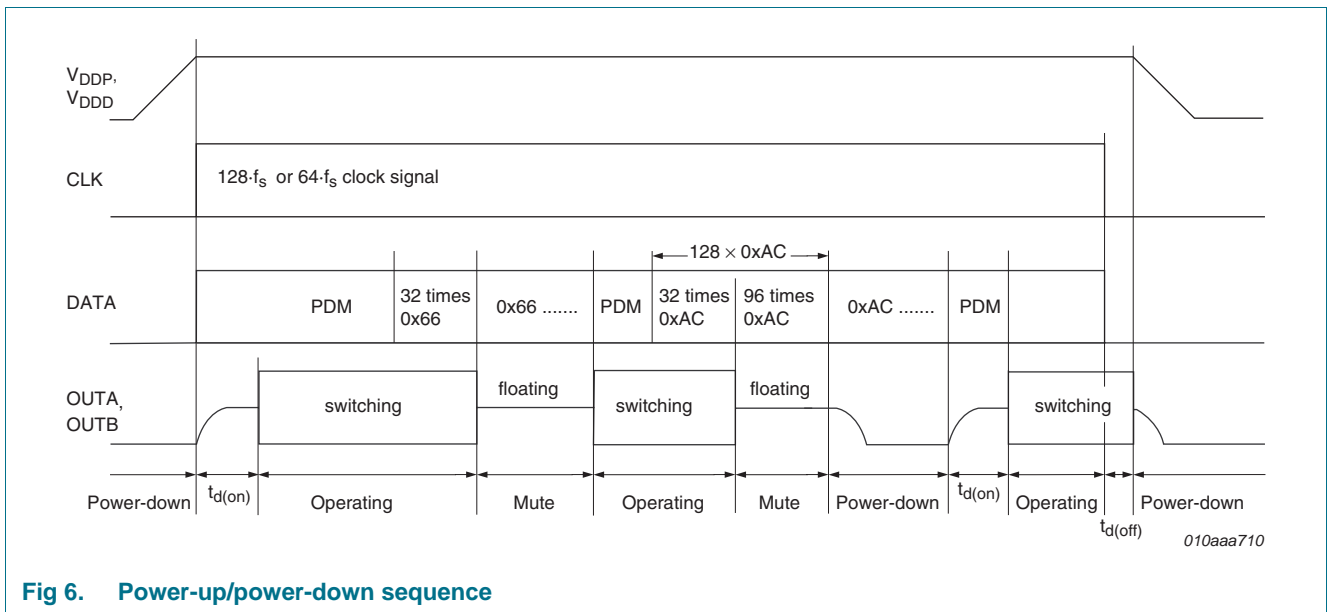 VDDP,
VDDD
CLK
128·fs or 64·fs clock signal
128 × 0xAC
DATA
PDM
32 times
0x66
0x66 .......
PDM
32 times
0xAC
96 times
0xAC
0xAC .......
PDM
OUTA,
OUTB
switching
floating
switching
floating
switching
Power-down
td(on)
Operating
Mute
Operating
Mute
Power-down
td(on)
Operating
td(off)
Power-down
010aaa710
Fig 6. Power-up/power-down sequence